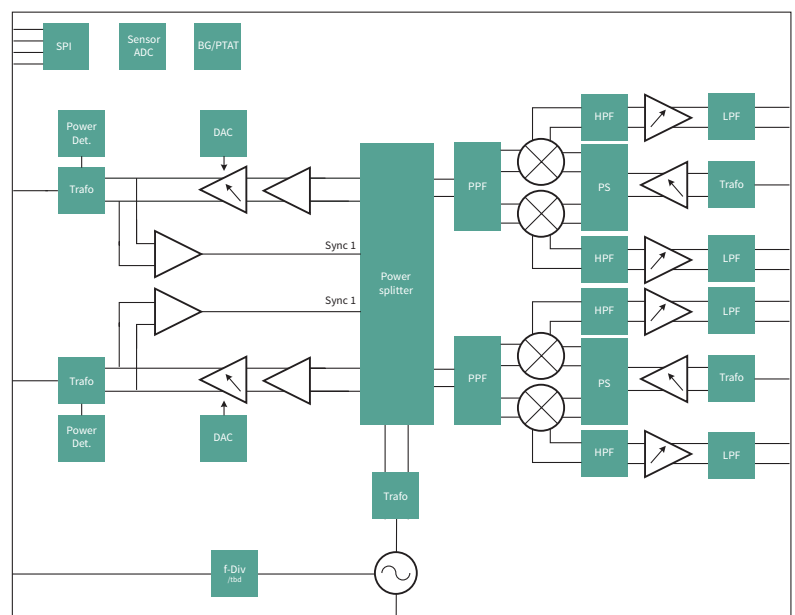 SPI
Sensor
ADC
BG/PTAT
Power
Det.
DAC
Trafo
Sync 1
Sync 1
Trafo
Power
Det.
DAC
Power
splitter
Trafo
f-Div
/tbd
PPF
PPF
HPF
LPF
PS
Trafo
HPF
LPF
HPF
LPF
PS
Trafo
HPF
LPF